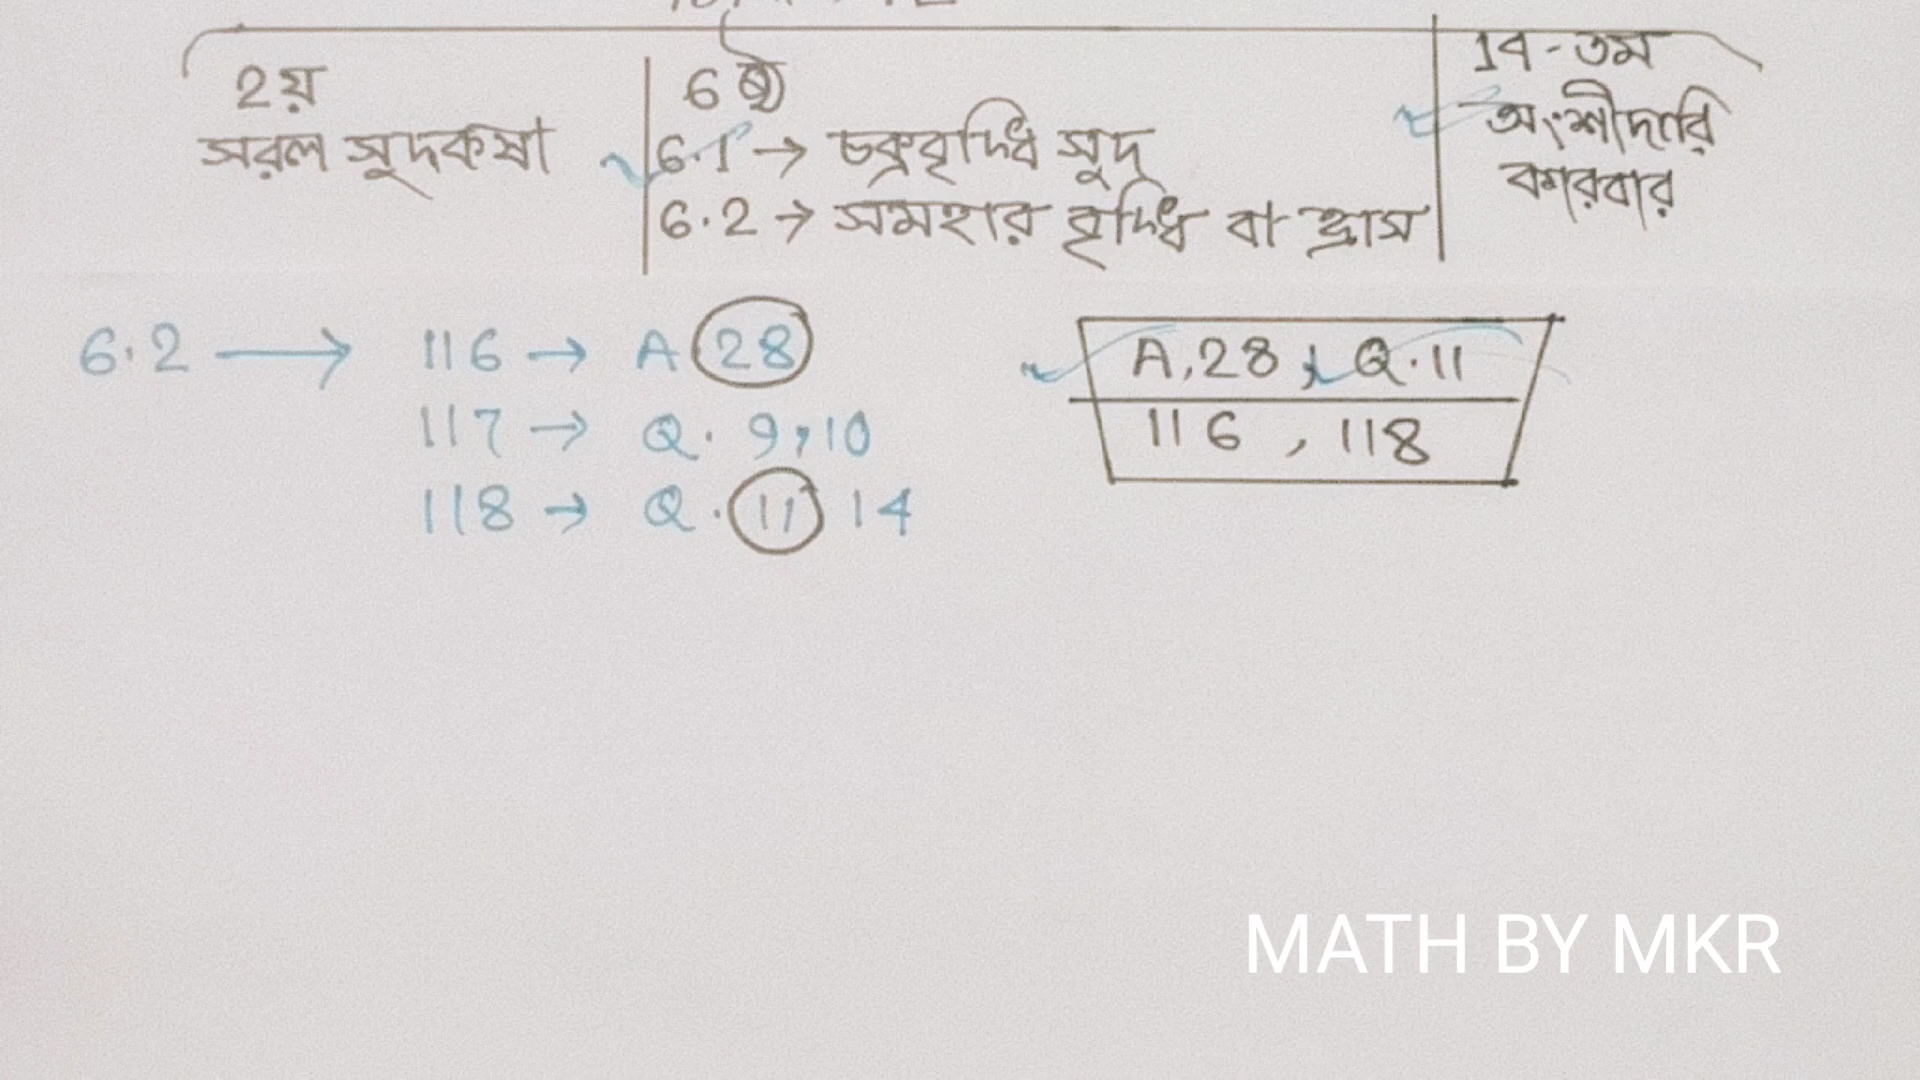 2য়
সরল সুদকষা
6ষ্ঠ
6.1 → চক্রবৃদ্ধি সুদ
6.2 → সমহার বৃদ্ধি বা হ্রাস
14-তম
অংশীদারি
কারবার
6.2 → 116 → A 28
117 → Q. 9,10
118 → Q. 11 14
A,28, Q.11
116, 118
MATH BY MKR